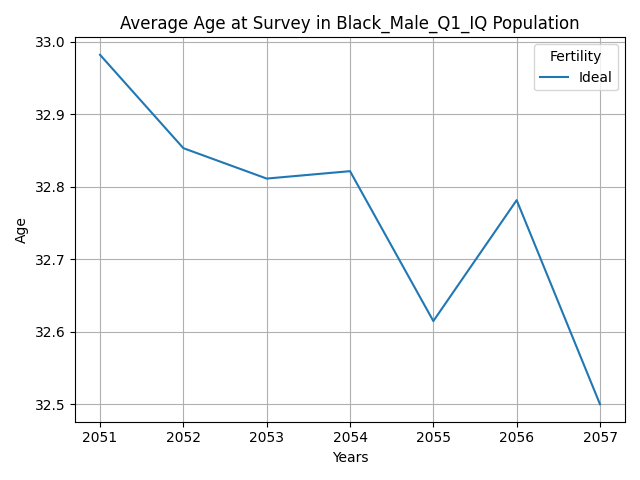 Average Age at Survey in Black_Male_Q1_IQ Population
33.0
32.9
32.8
32.7
32.6
32.5
Age
Fertility
Ideal
2051 2052 2053 2054 2055 2056 2057
Years